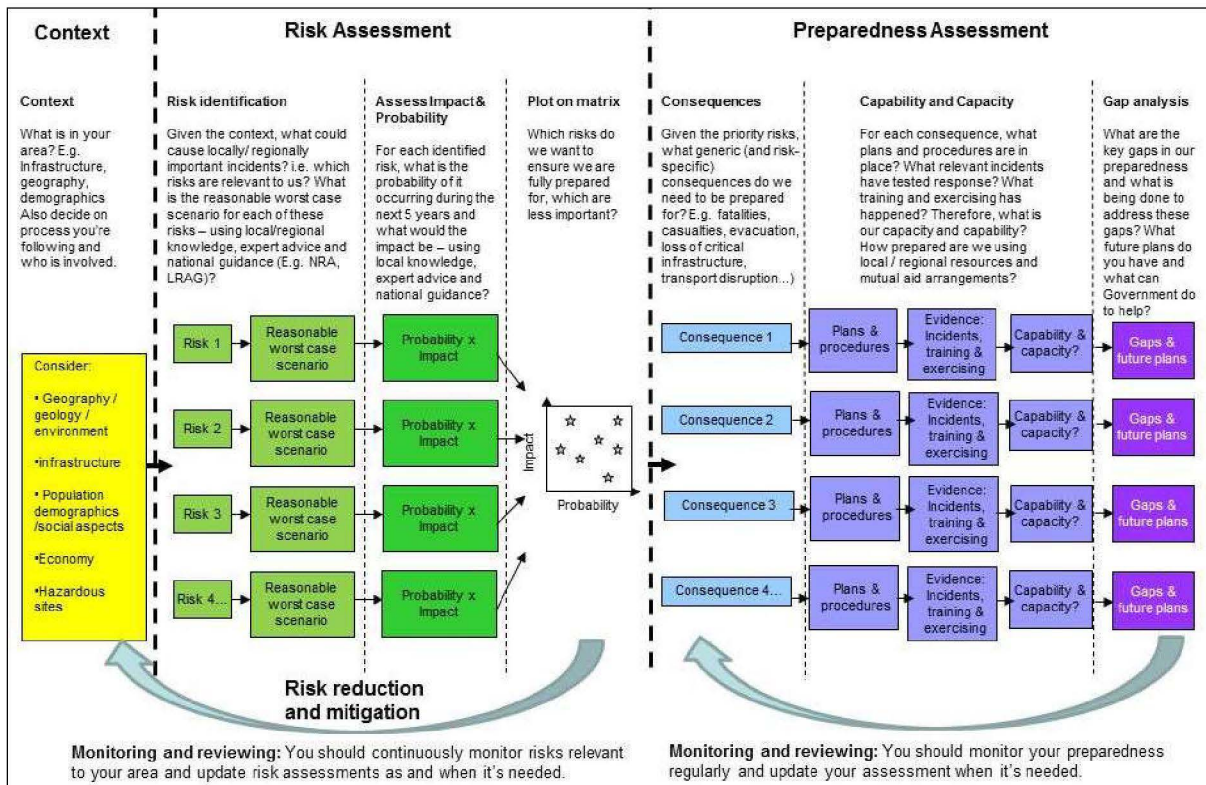 Context
Risk Assessment
Preparedness Assessment
Context
What is in your
area? E.g.
Infrastructure,
geography,
demographics
Also decide on
process you're
following and
who is involved.
Risk identification
Given the context, what could
cause locally/ regionally
important incidents? i.e. which
risks are relevant to us? What
is the reasonable worst case
scenario for each of these
risks – using local/regional
knowledge, expert advice and
national guidance (E.g. NRA,
LRAG)?
Assess Impact &
Probability
For each identified
risk, what is the
probability of it
occurring during the
next 5 years and
what would the
impact be – using
local knowledge,
expert advice and
national guidance?
Plot on matrix
Which risks do
we want to
ensure we are
fully prepared
for, which are
less important?
Consequences
Given the priority risks,
what generic (and risk-
specific)
consequences do we
need to be prepared
for? E.g. fatalities,
casualties, evacuation,
loss of critical
infrastructure,
transport disruption...)
Capability and Capacity
For each consequence, what
plans and procedures are in
place? What relevant incidents
have tested response? What
training and exercising has
happened? Therefore, what is
our capacity and capability?
How prepared are we using
local / regional resources and
mutual aid arrangements?
Gap analysis
What are the
key gaps in our
preparedness
and what is
being done to
address these
gaps? What
future plans do
you have and
what can
Government do
to help?
Consider:
• Geography /
geology /
environment
•infrastructure
• Population
demographics
/social aspects
•Economy
•Hazardous
sites
Risk 1
Reasonable
worst case
scenario
Probability x
Impact
Risk 2
Reasonable
worst case
scenario
Probability x
Impact
Risk 3
Reasonable
worst case
scenario
Probability x
Impact
Risk 4...
Reasonable
worst case
scenario
Probability x
Impact
Impact
Probability
Consequence 1
Plans &
procedures
Evidence:
Incidents,
training &
exercising
Capability &
capacity?
Gaps &
future plans
Consequence 2
Plans &
procedures
Evidence:
Incidents,
training &
exercising
Capability &
capacity?
Gaps &
future plans
Consequence 3
Plans &
procedures
Evidence:
Incidents,
training &
exercising
Capability &
capacity?
Gaps &
future plans
Consequence 4...
Plans &
procedures
Evidence:
Incidents,
training &
exercising
Capability &
capacity?
Gaps &
future plans
Risk reduction
and mitigation
Monitoring and reviewing: You should continuously monitor risks relevant
to your area and update risk assessments as and when it's needed.
Monitoring and reviewing: You should monitor your preparedness
regularly and update your assessment when it's needed.